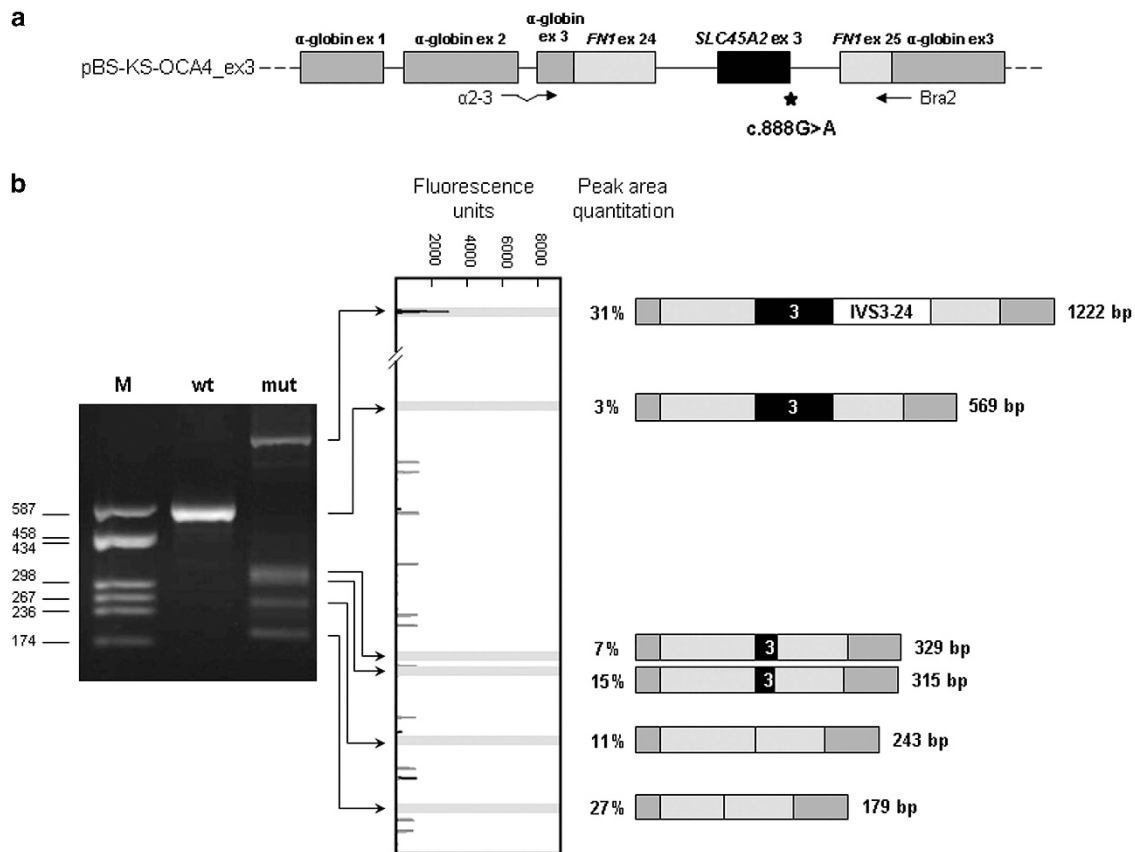 a
α-globin ex 1
α-globin ex 2
α-globin
ex 3
FN1 ex 24
SLC45A2 ex 3
FN1 ex 25
α-globin ex3
pBS-KS-OCA4_ex3
α2-3
Bra2
c.888G>A
b
Fluorescence
units
Peak area
quantitation
2000
4000
6000
8000
M
wt
mut
587
458
434
298
267
236
174
31%
3
IVS3-24
1222 bp
3%
3
569 bp
7%
3
329 bp
15%
3
315 bp
11%
243 bp
27%
179 bp